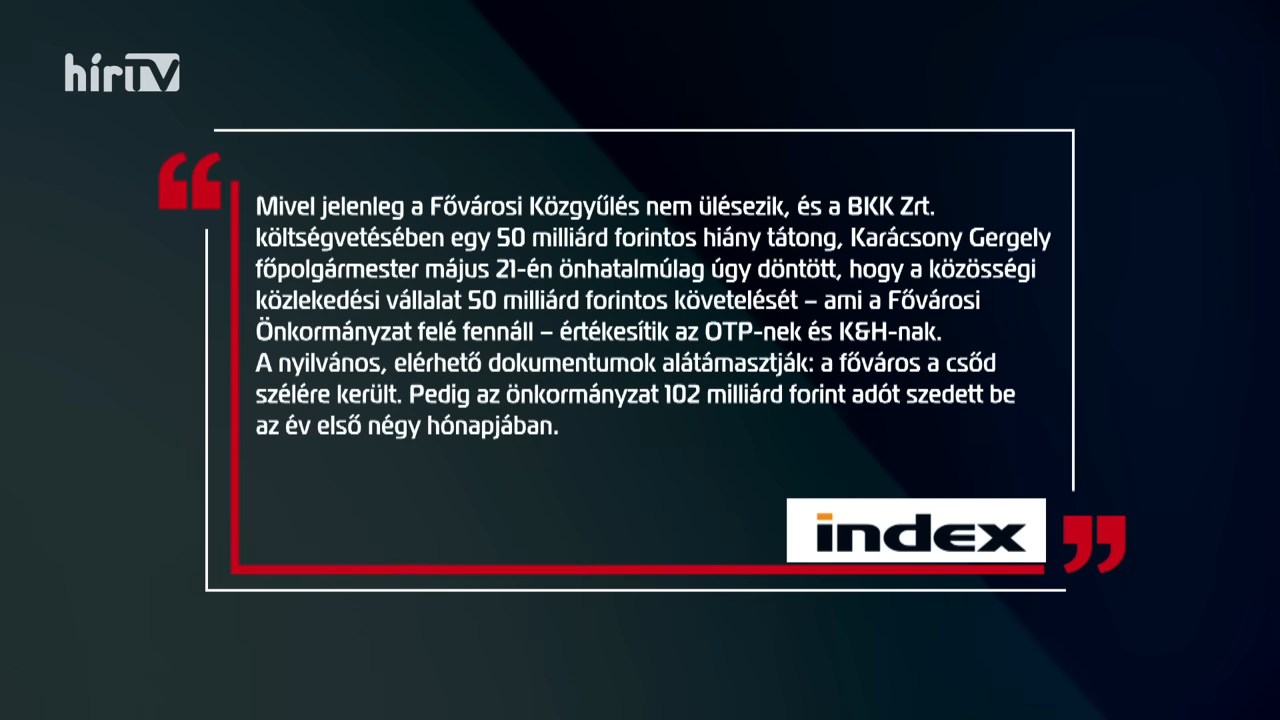 hírTV
Mivel jelenleg a Fővárosi Közgyűlés nem ülésezik, és a BKK Zrt.
költségvetésében egy 50 milliárd forintos hiány tátong, Karácsony Gergely
főpolgármester május 21-én önhatalmúlag úgy döntött, hogy a közösségi
közlekedési vállalat 50 milliárd forintos követelését – ami a Fővárosi
Önkormányzat felé fennáll – értékesítik az OTP-nek és K&H-nak.
A nyilvános, elérhető dokumentumok alátámasztják: a főváros a csőd
szélére került. Pedig az önkormányzat 102 milliárd forint adót szedett be
az év első négy hónapjában.
index